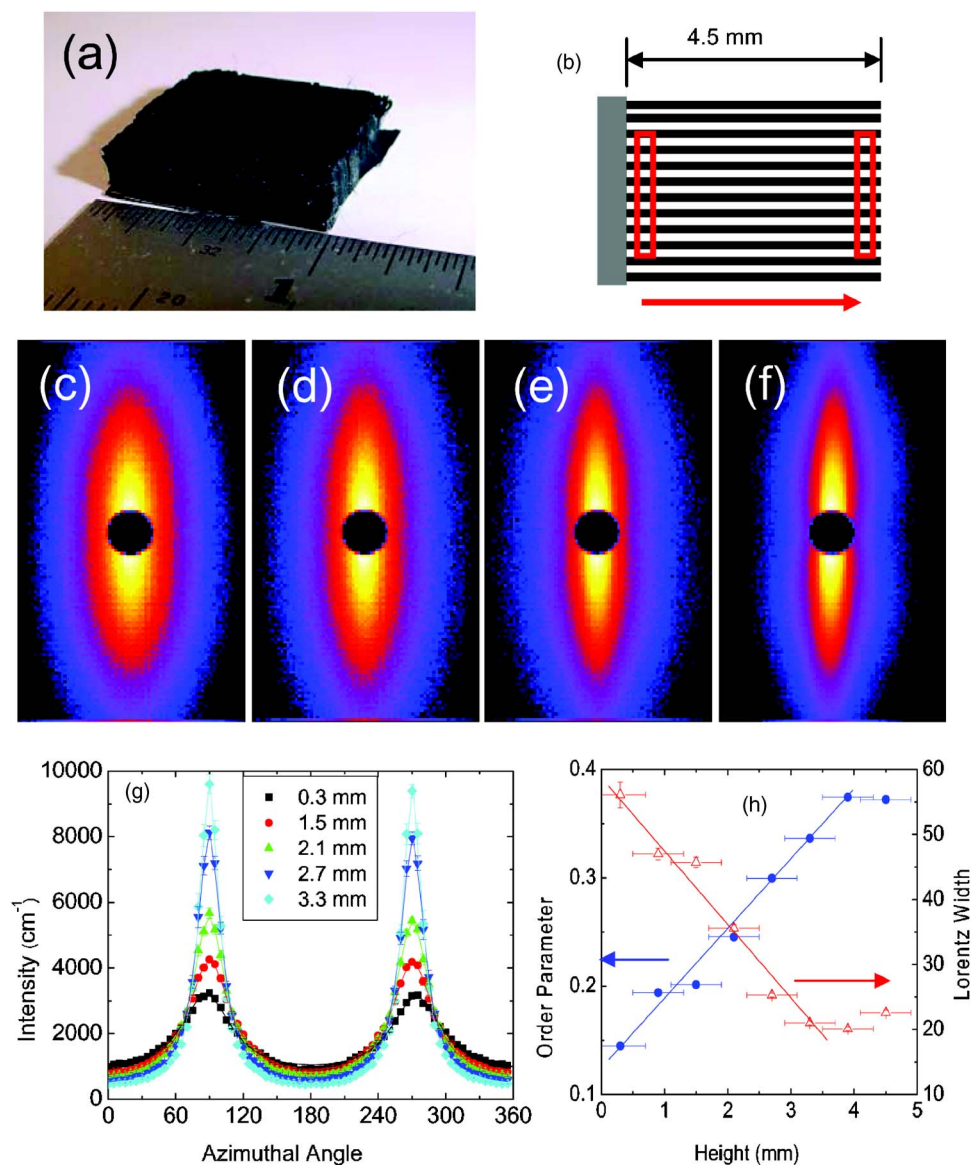 (a)
32
20
1
(b)
4.5 mm
(c)
(d)
(e)
(f)
(g)
10000
8000
6000
4000
2000
0
0 60 120 180 240 300 360
Intensity (cm⁻¹)
Azimuthal Angle
0.3 mm
1.5 mm
2.1 mm
2.7 mm
3.3 mm
(h)
0.4
0.3
0.2
0.1
Order Parameter
0 1 2 3 4 5
Height (mm)
60
50
40
30
20
10
Lorentz Width